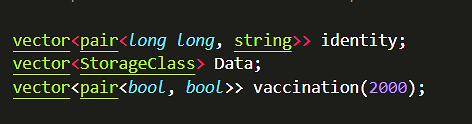 vector<pair<long long, string>> identity;
vector<StorageClass> Data;
vector<pair<bool, bool>> vaccination(2000);